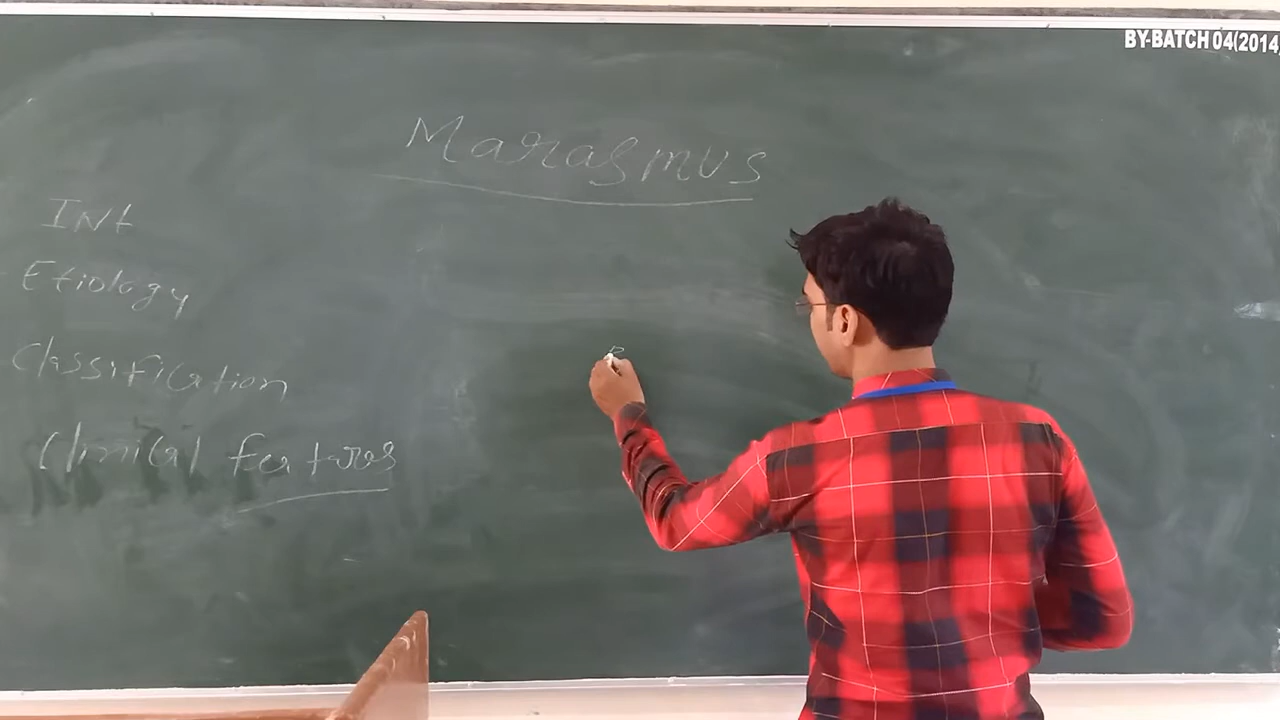 BY-BATCH 04(2014
Marasmus
INt
Etiology
Classification
Clinical features